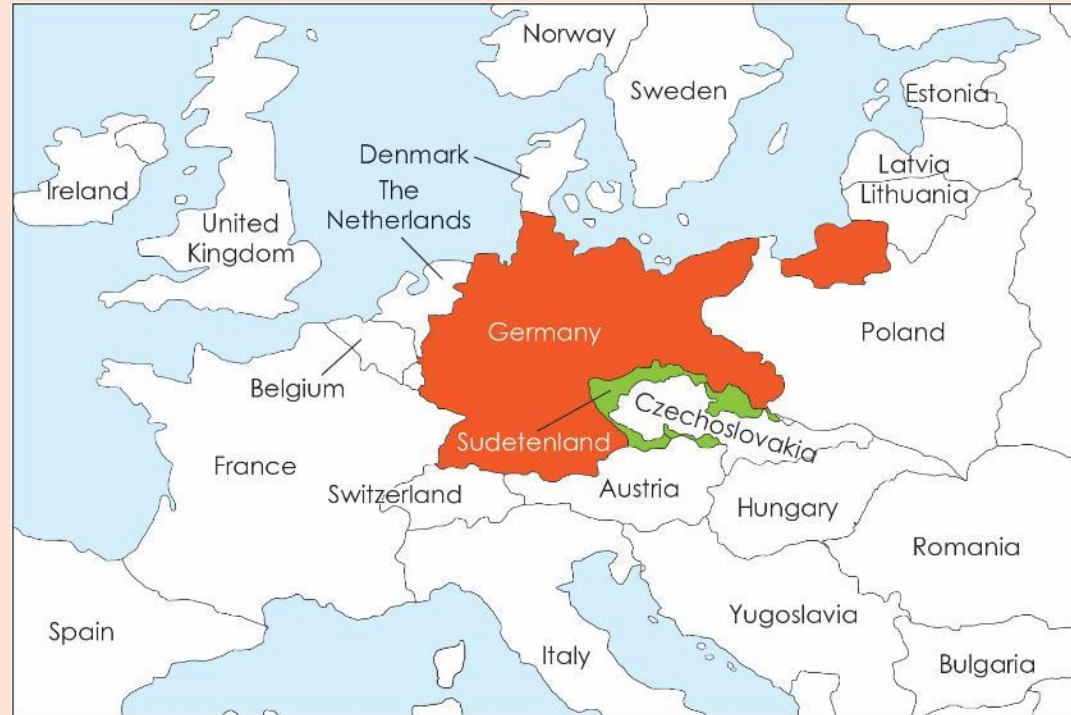 Norway
Sweden
Estonia
Denmark
Latvia
The
Netherlands
Ireland
Lithuania
United
Kingdom
Germany
Poland
Belgium
Czechoslovakia
Sudetenland
France
Switzerland
Austria
Hungary
Romania
Yugoslavia
Spain
Italy
Bulgaria